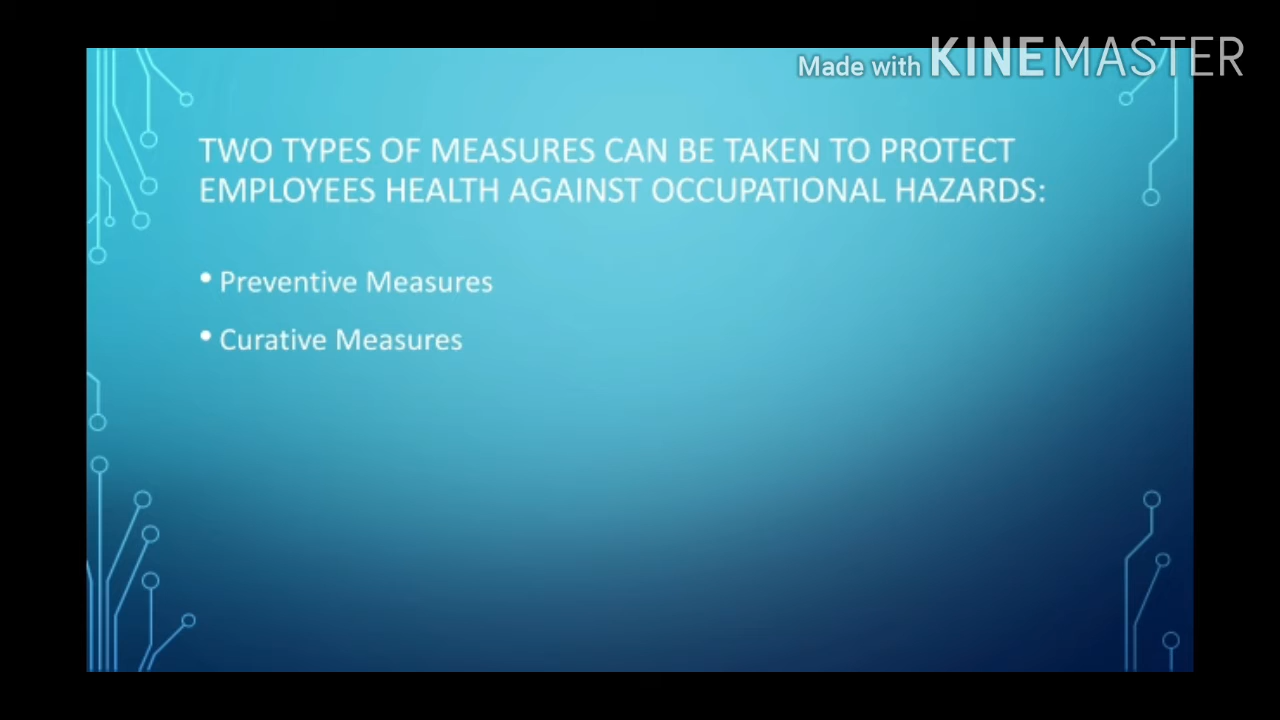 Made with KINEMASTER
TWO TYPES OF MEASURES CAN BE TAKEN TO PROTECT
EMPLOYEES HEALTH AGAINST OCCUPATIONAL HAZARDS:
• Preventive Measures
• Curative Measures